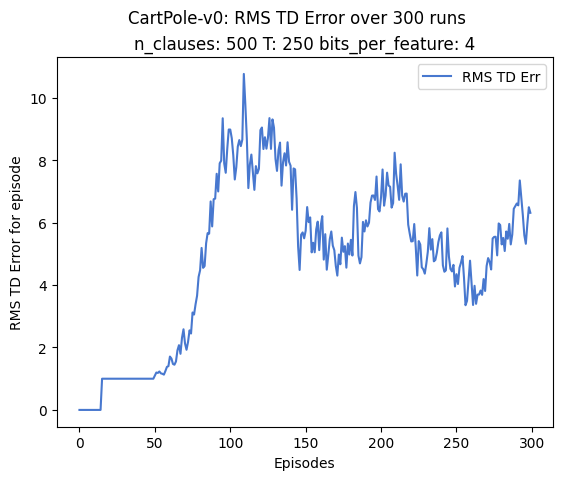 CartPole-v0: RMS TD Error over 300 runs
n_clauses: 500 T: 250 bits_per_feature: 4
RMS TD Err
RMS TD Error for episode
10
8
6
4
2
0
0 50 100 150 200 250 300
Episodes